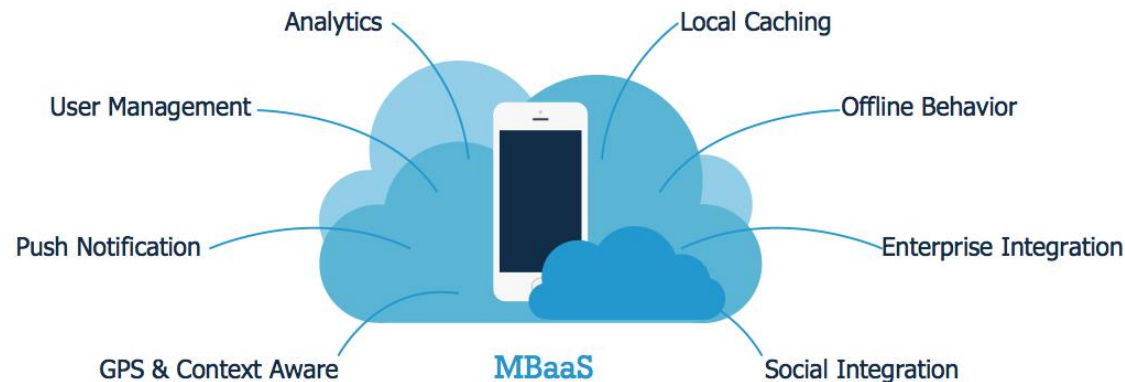 Analytics
Local Caching
User Management
Offline Behavior
Push Notification
Enterprise Integration
GPS & Context Aware
MBaaS
Social Integration